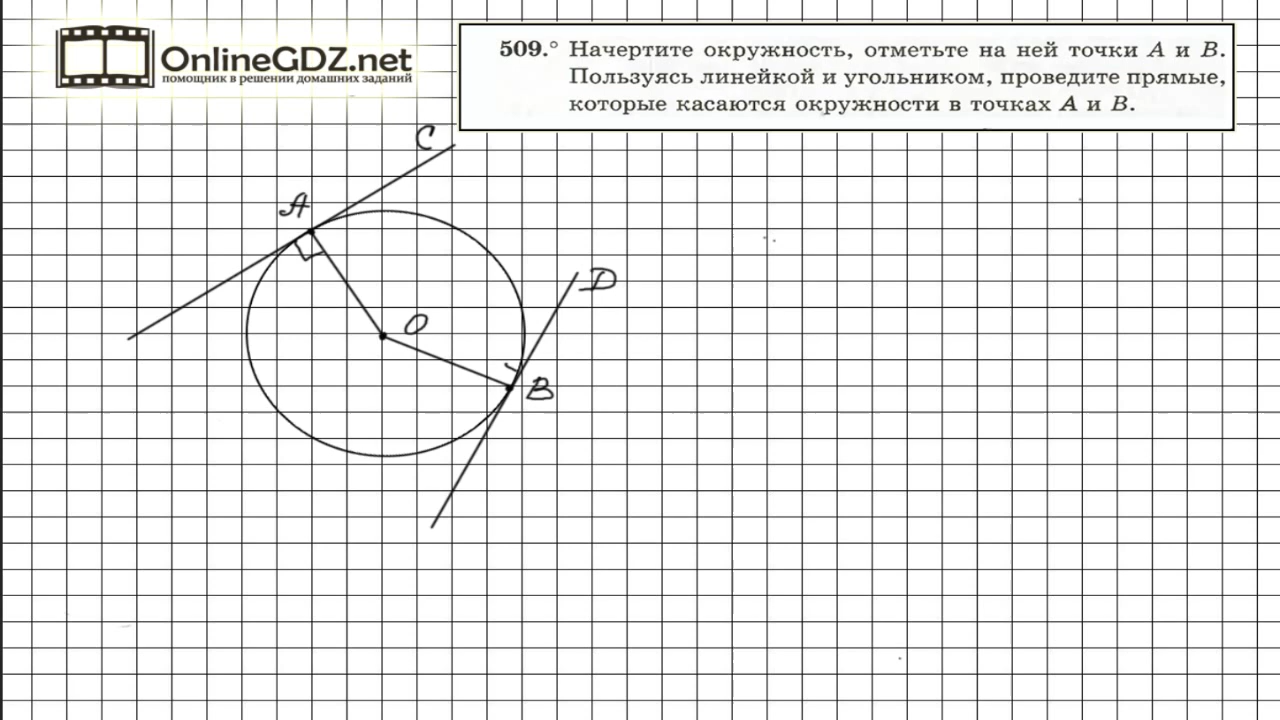 OnlineGDZ.net
помощник в решении домашних заданий
509.° Начертите окружность, отметьте на ней точки A и B.
Пользуясь линейкой и угольником, проведите прямые,
которые касаются окружности в точках A и B.
C
A
D
O
B